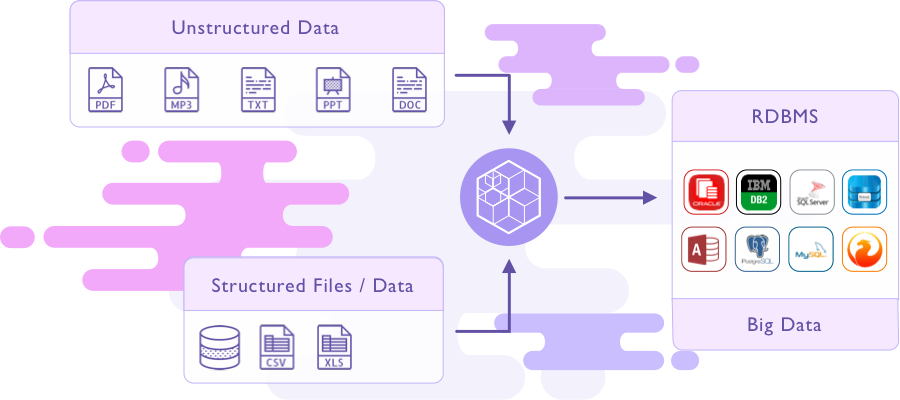 Unstructured Data
PDF
MP3
TXT
PPT
DOC
RDBMS
ORACLE
IBM
DB2
SQL Server
PostgreSQL
MySQL
A
Structured Files / Data
CSV
XLS
Big Data